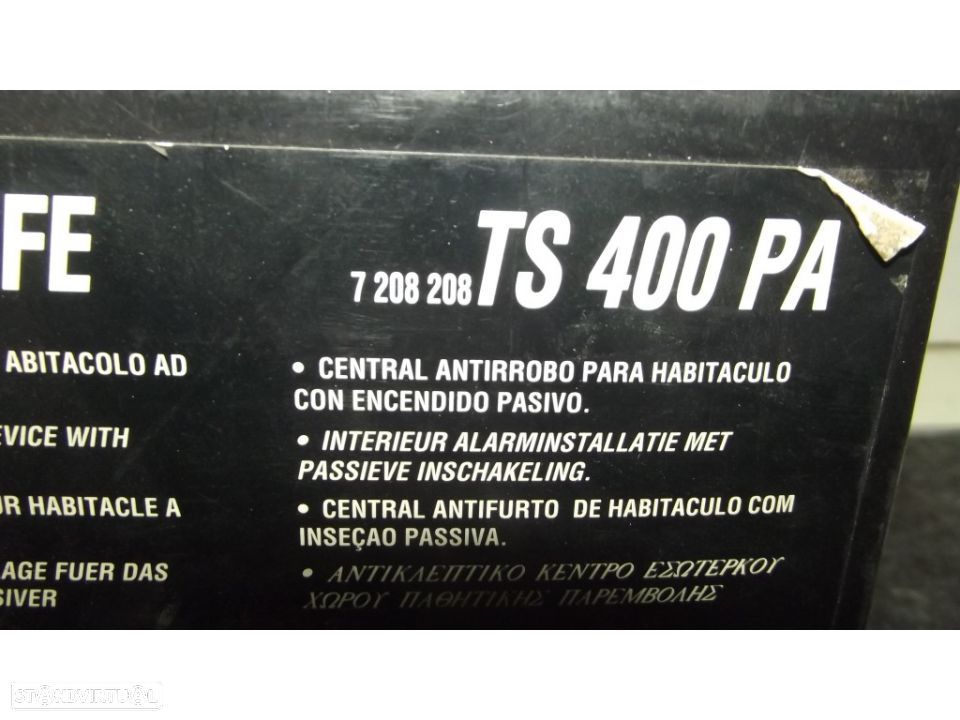 FE
7 208 208 TS 400 PA
ABITACOLO AD
EVICE WITH
UR HABITACLE A
LAGE FUER DAS
SIVER
• CENTRAL ANTIRROBO PARA HABITACULO
CON ENCENDIDO PASIVO.
• INTERIEUR ALARMINSTALLATIE MET
PASSIEVE INSCHAKELING.
• CENTRAL ANTIFURTO DE HABITACULO COM
INSEÇAO PASSIVA.
• ΑΝΤΙΚΛΕΠΤΙΚΟ ΚΕΝΤΡΟ ΕΣΩΤΕΡΚΟΥ
ΧΩΡΟΥ ΠΑΘΗΤΙΚΗΣ ΠΑΡΕΜΒΟΛΗΣ
STANDVIRTUAL